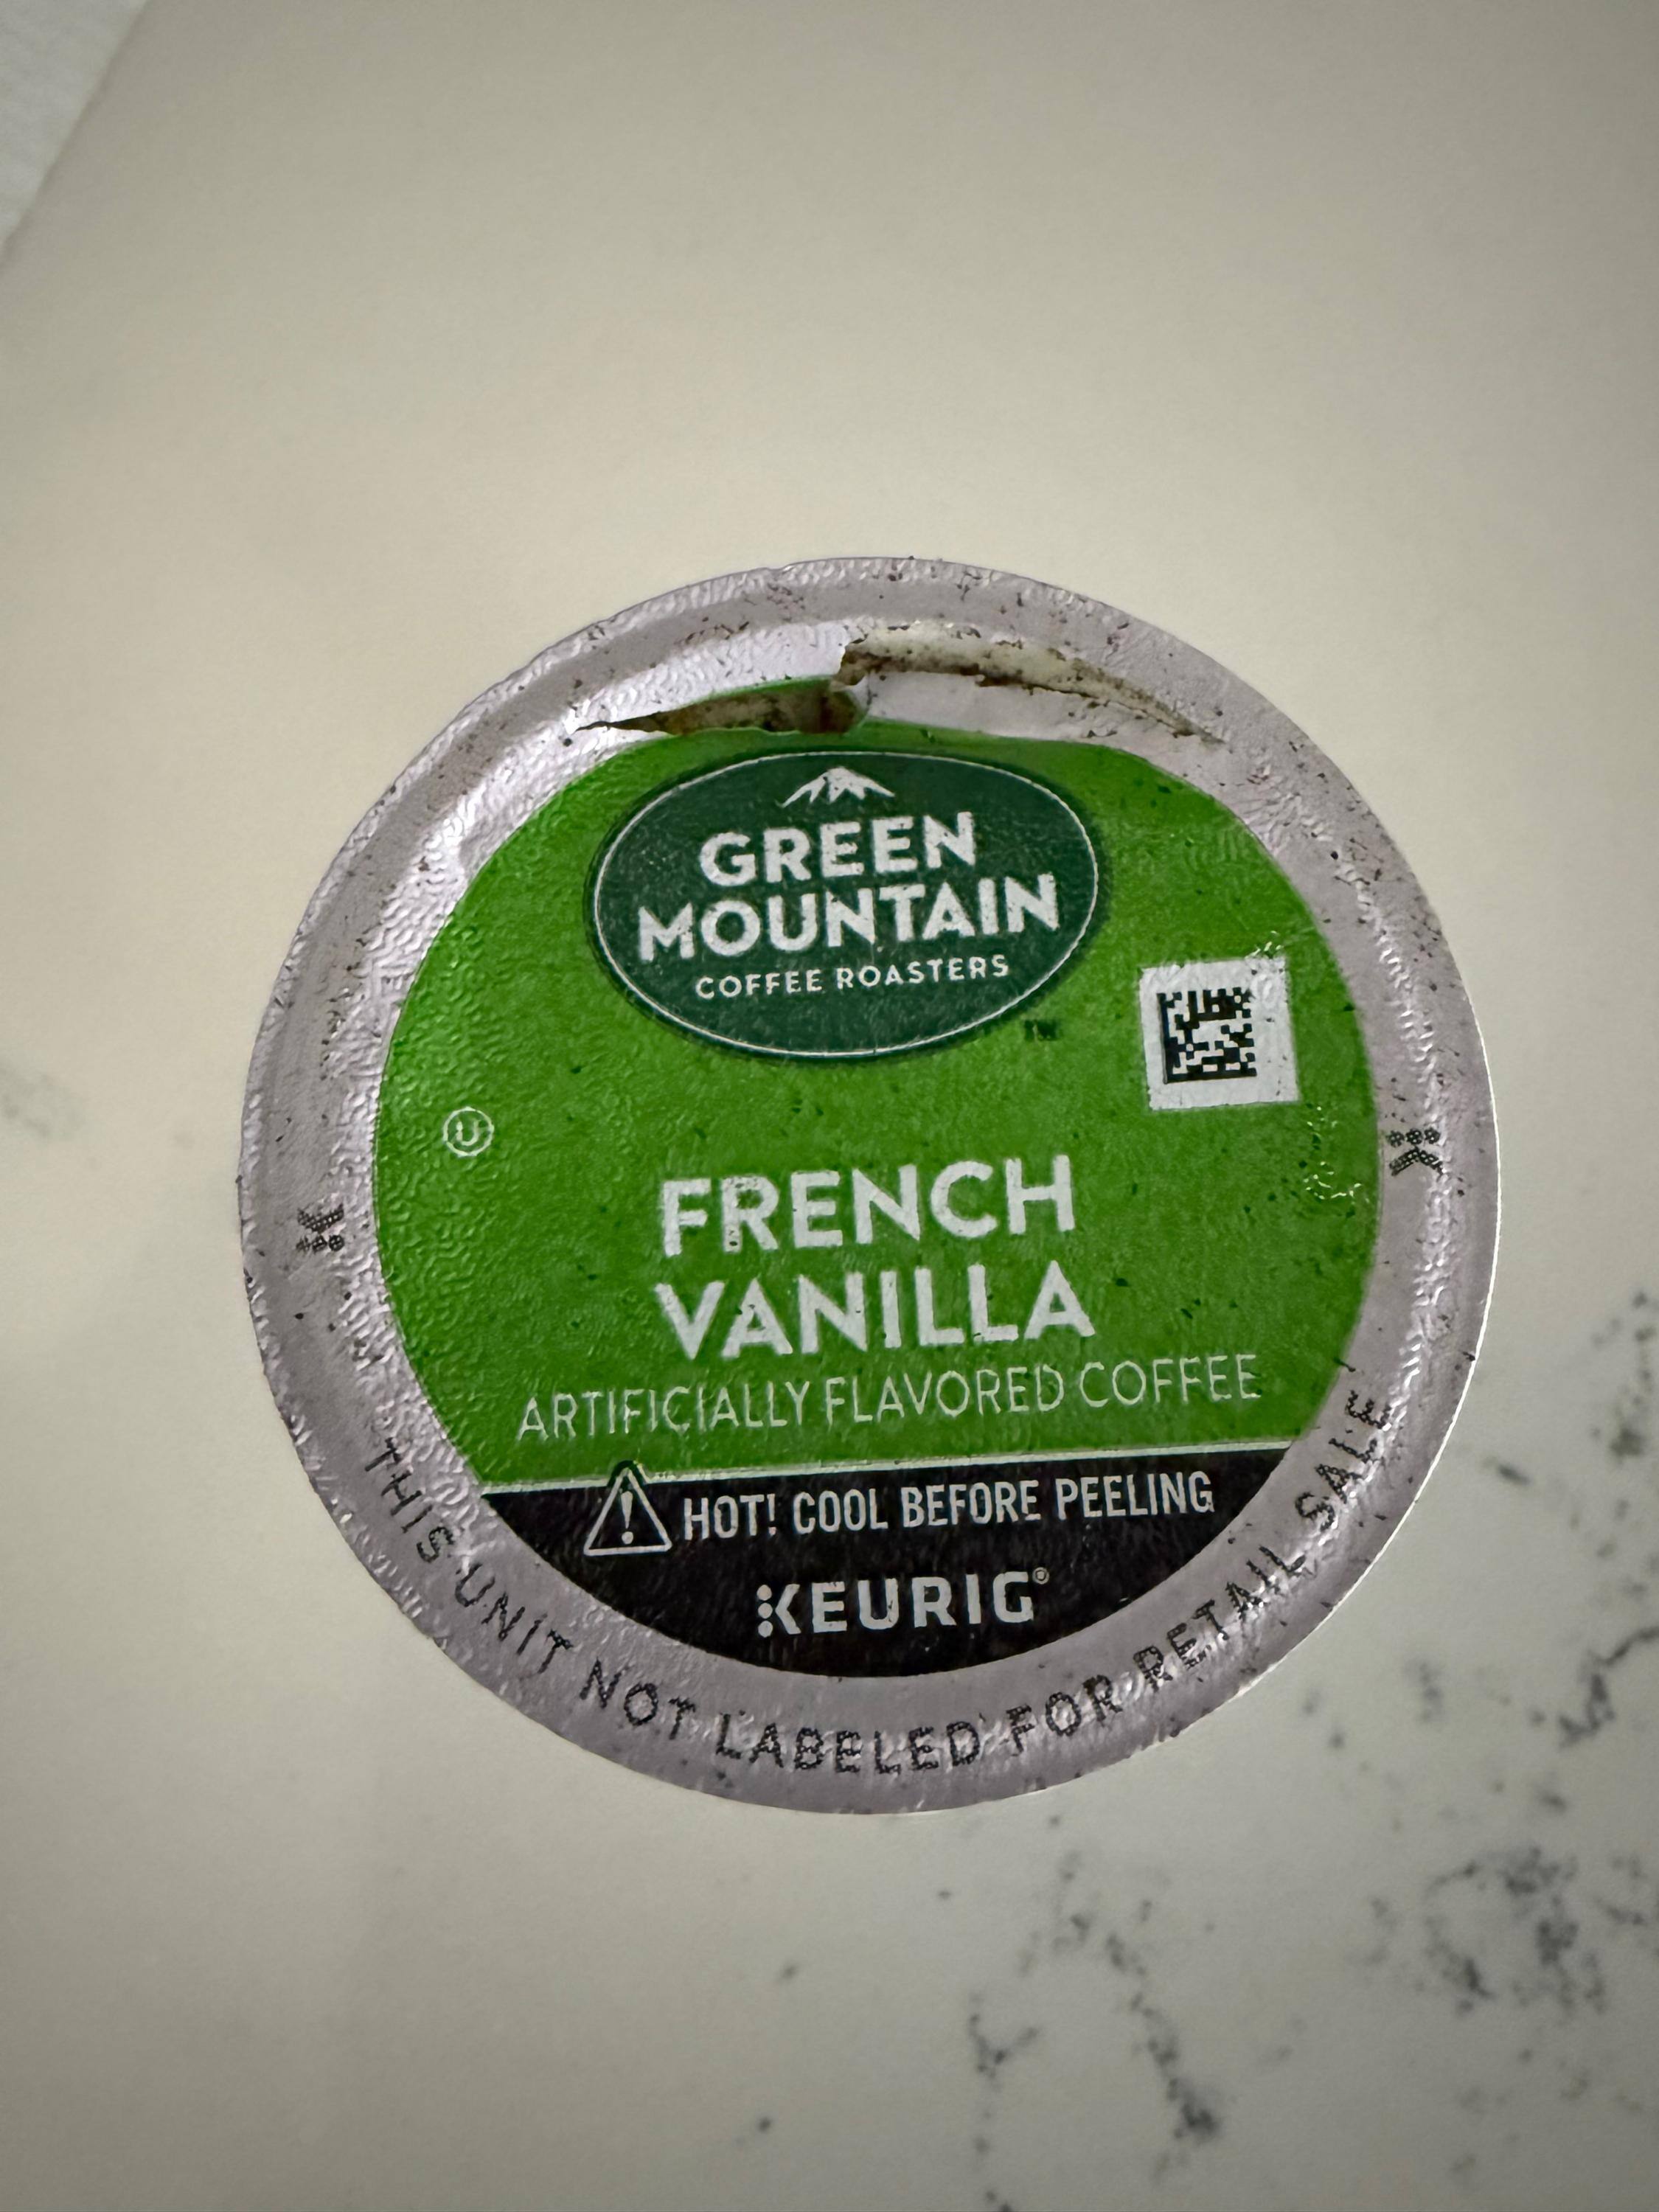 GREEN
MOUNTAIN
COFFEE ROASTERS
TM
U
FRENCH
VANILLA
ARTIFICIALLY FLAVORED COFFEE
HOT! COOL BEFORE PEELING
KEURIG®
THIS UNIT NOT LABELED FOR RETAIL SALE